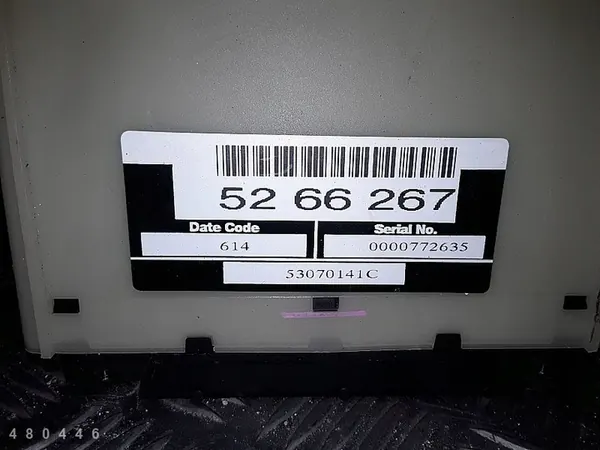 52 66 267
Date Code Serial No.
614 0000772635
53070141C
480446